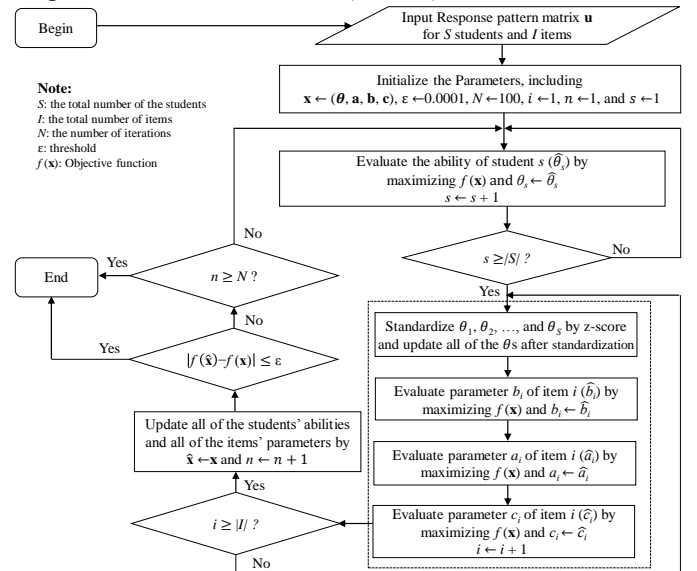 Begin
Input Response pattern matrix u
for S students and I items
Note:
S: the total number of the students
I: the total number of items
N: the number of iterations
ε: threshold
f (x): Objective function
Initialize the Parameters, including
x ← (θ, a, b, c), ε ←0.0001, N←100, i ←1, n ←1, and s ←1
Evaluate the ability of student s (θ̂s) by
maximizing f (x) and θs ← θ̂s
s ← s + 1
No
s ≥|S| ?
No
Yes
End
Yes
n ≥ N ?
No
Yes
|f(x̂)−f(x)| ≤ ε
Standardize θ1, θ2, …, and θS by z-score
and update all of the θs after standardization
Evaluate parameter bi of item i (b̂i) by
maximizing f (x) and bi ← b̂i
Update all of the students' abilities
and all of the items' parameters by
x̂ ←x and n ← n + 1
Evaluate parameter ai of item i (âi) by
maximizing f (x) and ai ← âi
Yes
i ≥ |I| ?
Evaluate parameter ci of item i (ĉi) by
maximizing f (x) and ci ← ĉi
i ← i + 1
No